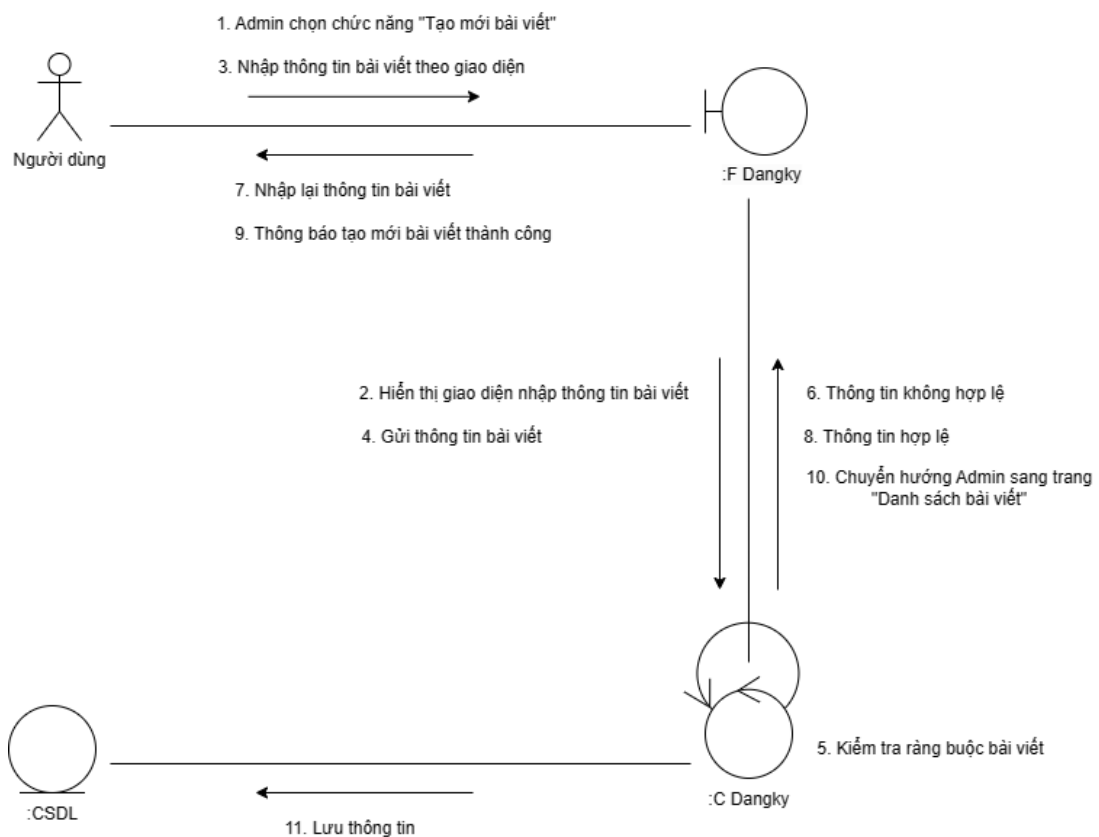 1. Admin chọn chức năng "Tạo mới bài viết"
3. Nhập thông tin bài viết theo giao diện
Người dùng
:F Dangky
7. Nhập lại thông tin bài viết
9. Thông báo tạo mới bài viết thành công
2. Hiển thị giao diện nhập thông tin bài viết
4. Gửi thông tin bài viết
6. Thông tin không hợp lệ
8. Thông tin hợp lệ
10. Chuyển hướng Admin sang trang
"Danh sách bài viết"
5. Kiểm tra ràng buộc bài viết
:CSDL
:C Dangky
11. Lưu thông tin